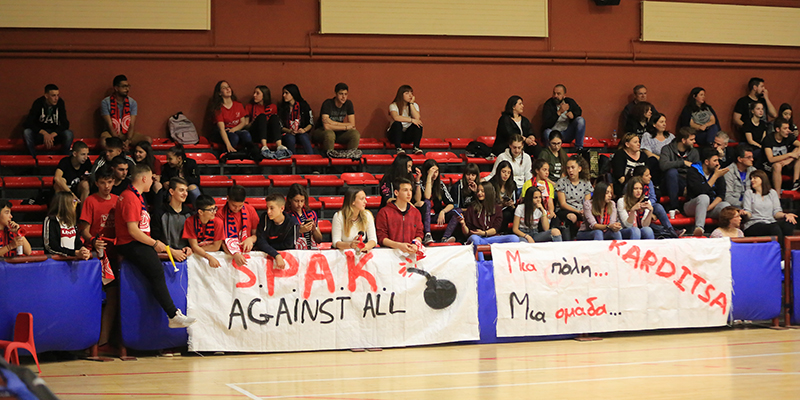 S.P.A.K.
AGAINST ALL
Μια πόλη...
Μια ομάδα...
KARDITSA